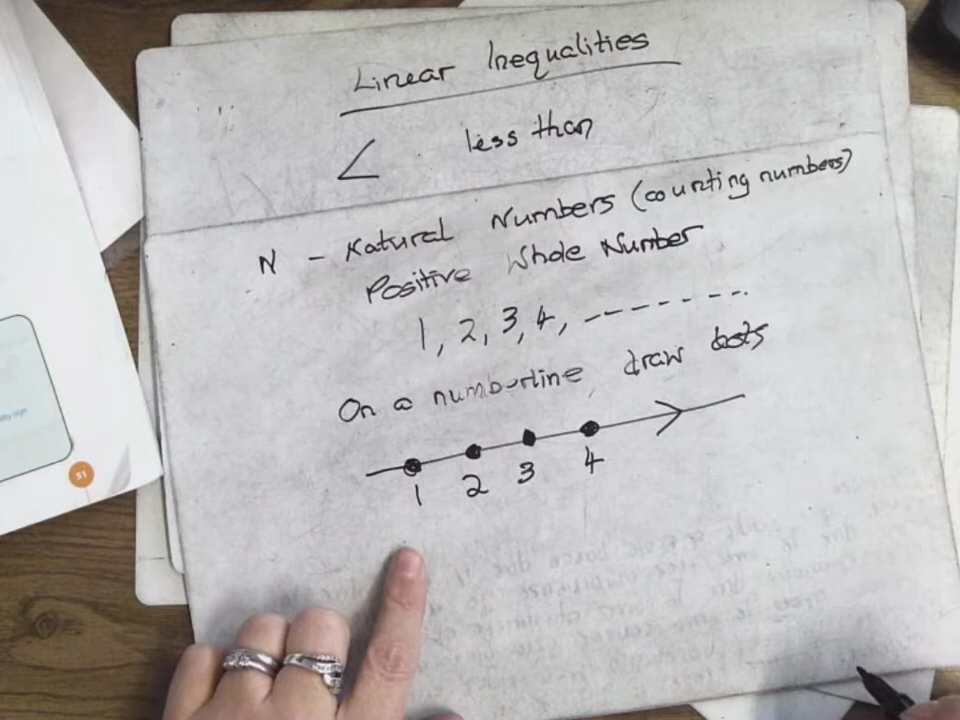 Linear Inequalities
< less than
N - Natural Numbers (counting numbers)
Positive Whole Number
1, 2, 3, 4, --------.
On a numberline draw dots
1 2 3 4
51